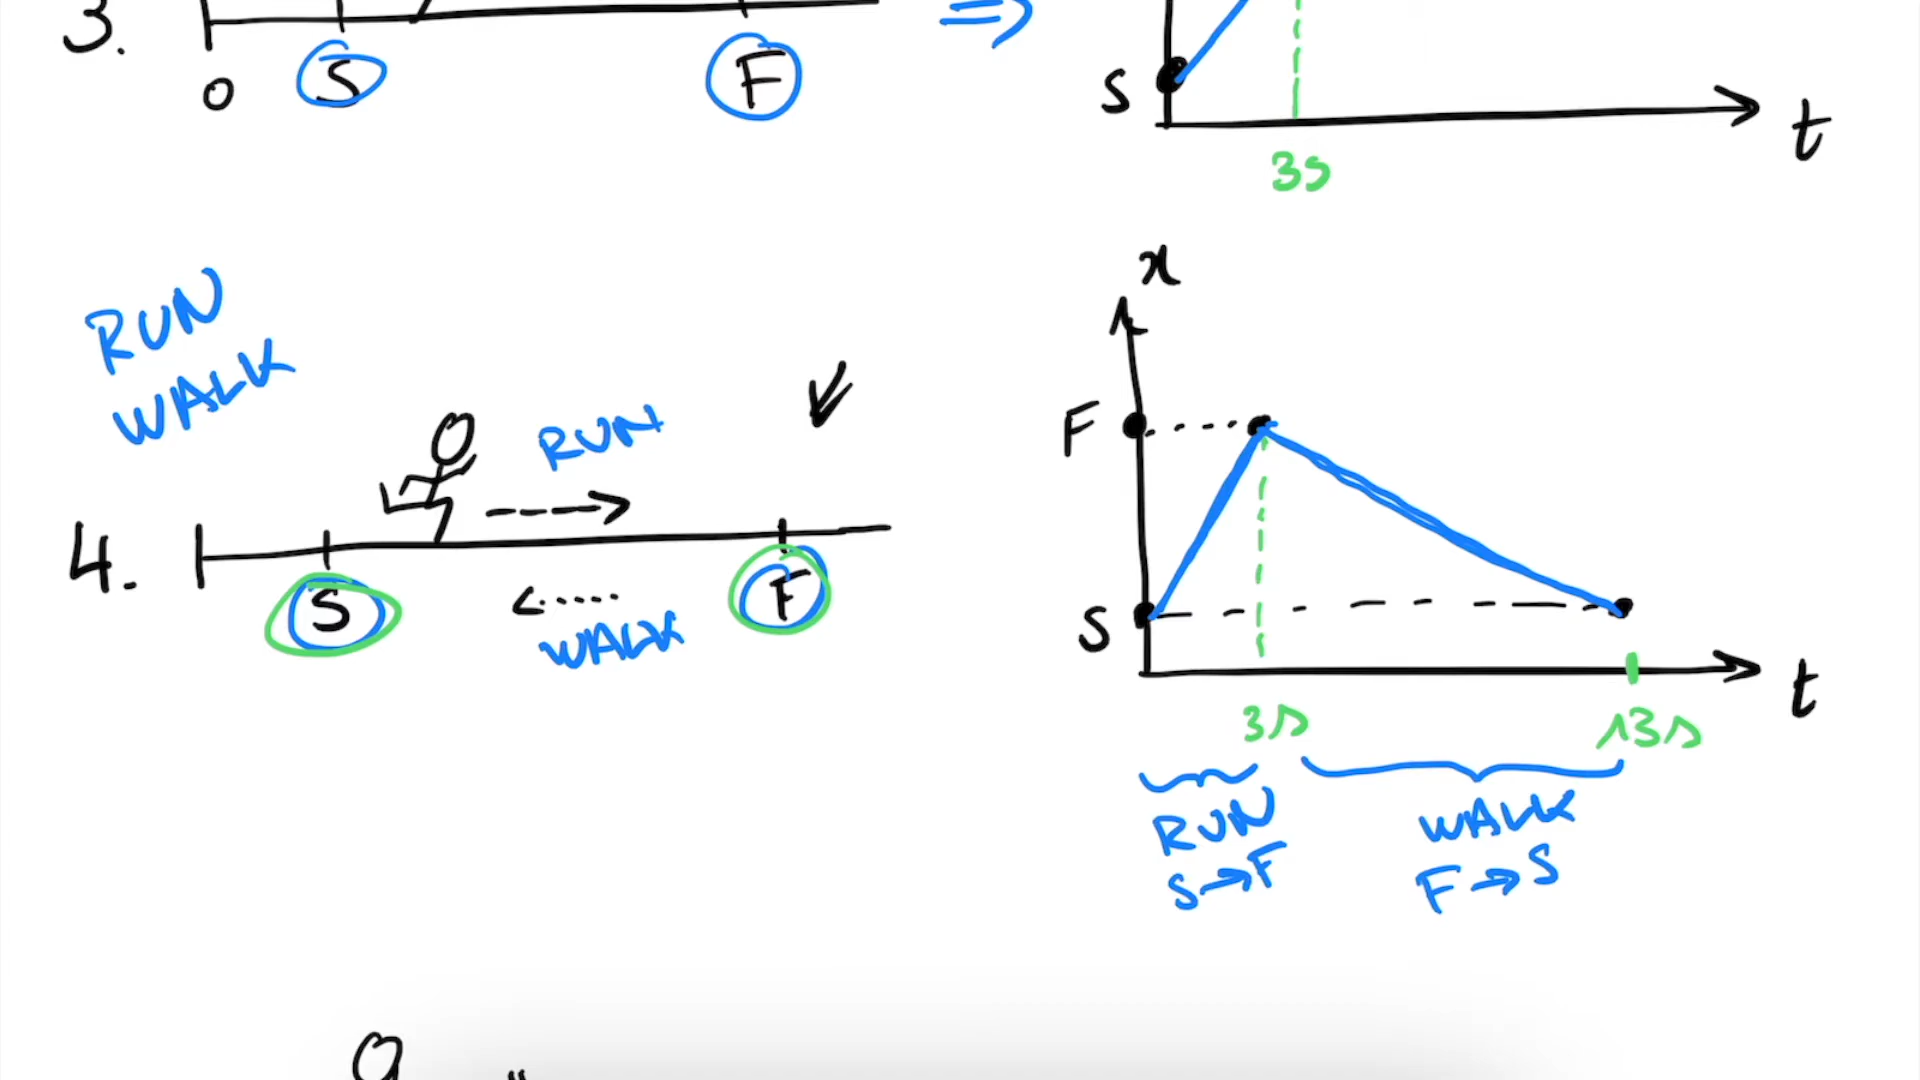 3.
0 S F
S
t
3s
x
RUN
WALK
RUN
F
4.
S F
WALK
S
t
3s 13s
RUN
S→F
WALK
F→S